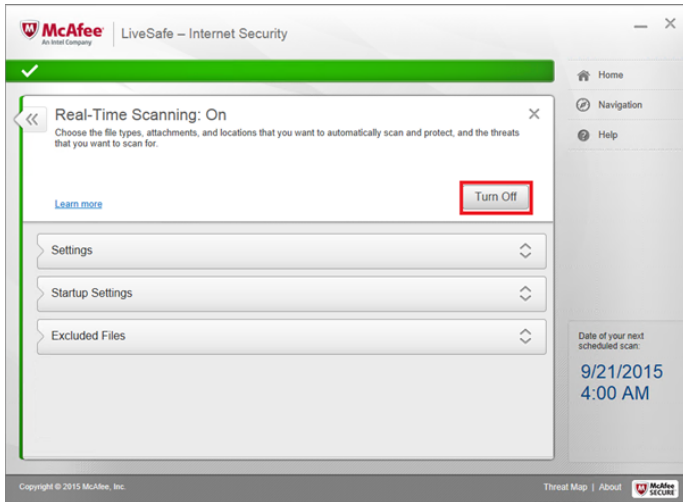 McAfee
An Intel Company
LiveSafe – Internet Security
Home
Navigation
Help
Real-Time Scanning: On
Choose the file types, attachments, and locations that you want to automatically scan and protect, and the threats
that you want to scan for.
Learn more
Turn Off
Settings
Startup Settings
Excluded Files
Date of your next
scheduled scan:
9/21/2015
4:00 AM
Copyright © 2015 McAfee, Inc.
Threat Map | About
McAfee
SECURE